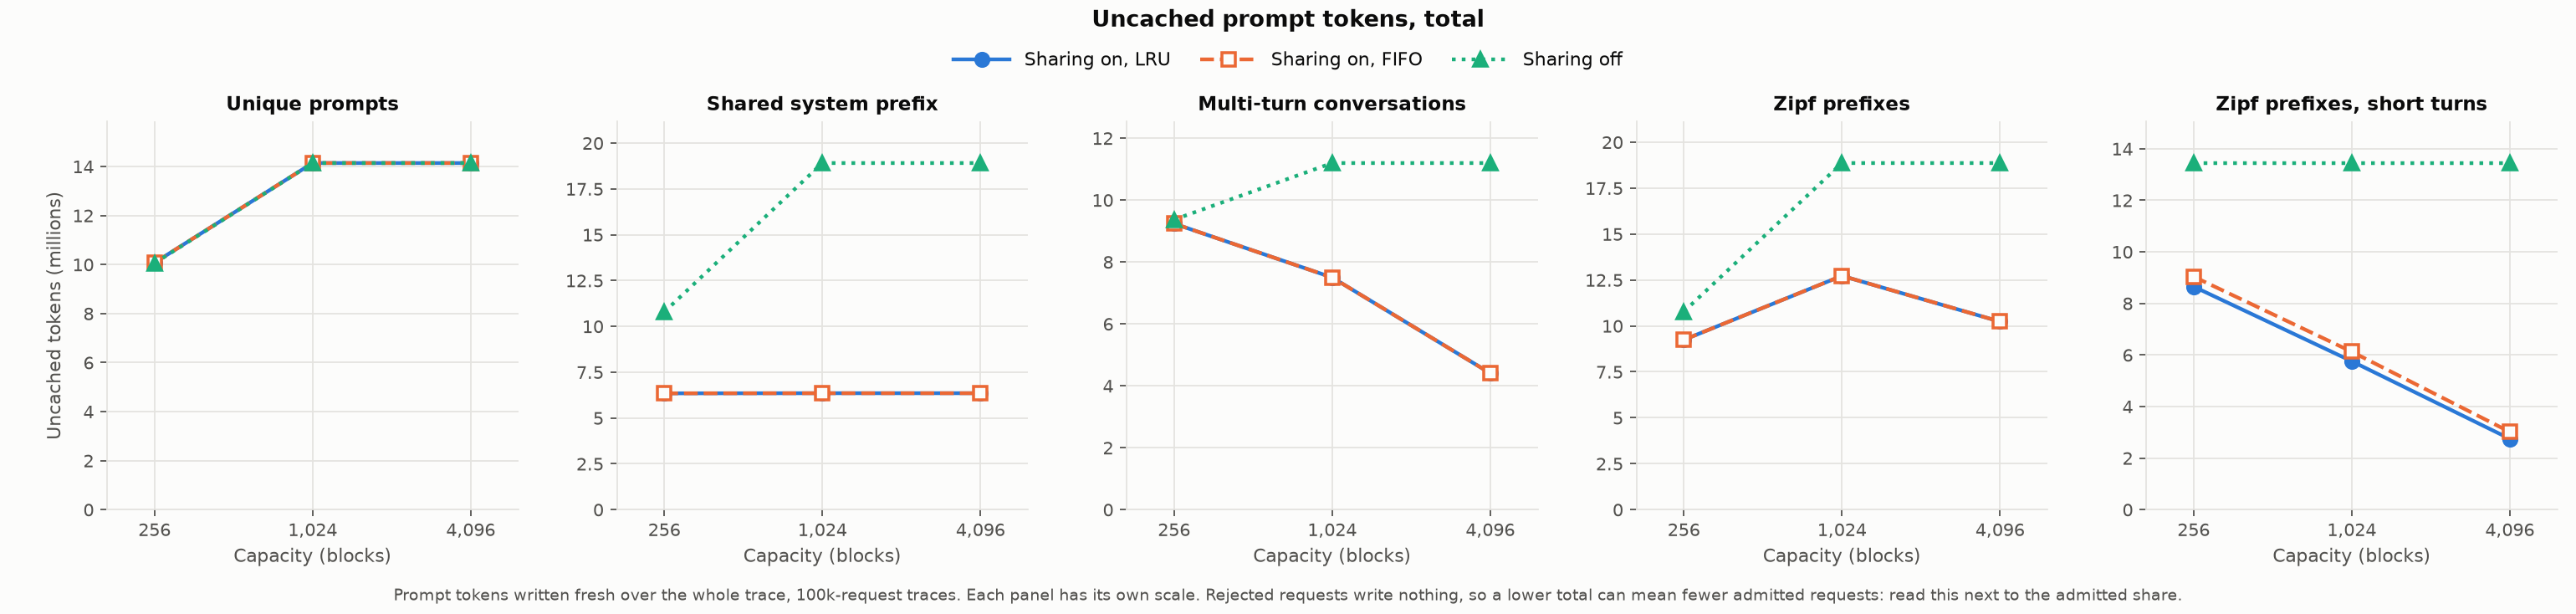 Uncached prompt tokens, total
Sharing on, LRU Sharing on, FIFO Sharing off
Unique prompts
Uncached tokens (millions)
14
12
10
8
6
4
2
0
256 1,024 4,096
Capacity (blocks)
Shared system prefix
20
17.5
15
12.5
10
7.5
5
2.5
0
256 1,024 4,096
Capacity (blocks)
Multi-turn conversations
12
10
8
6
4
2
0
256 1,024 4,096
Capacity (blocks)
Zipf prefixes
20
17.5
15
12.5
10
7.5
5
2.5
0
256 1,024 4,096
Capacity (blocks)
Zipf prefixes, short turns
14
12
10
8
6
4
2
0
256 1,024 4,096
Capacity (blocks)
Prompt tokens written fresh over the whole trace, 100k-request traces. Each panel has its own scale. Rejected requests write nothing, so a lower total can mean fewer admitted requests: read this next to the admitted share.